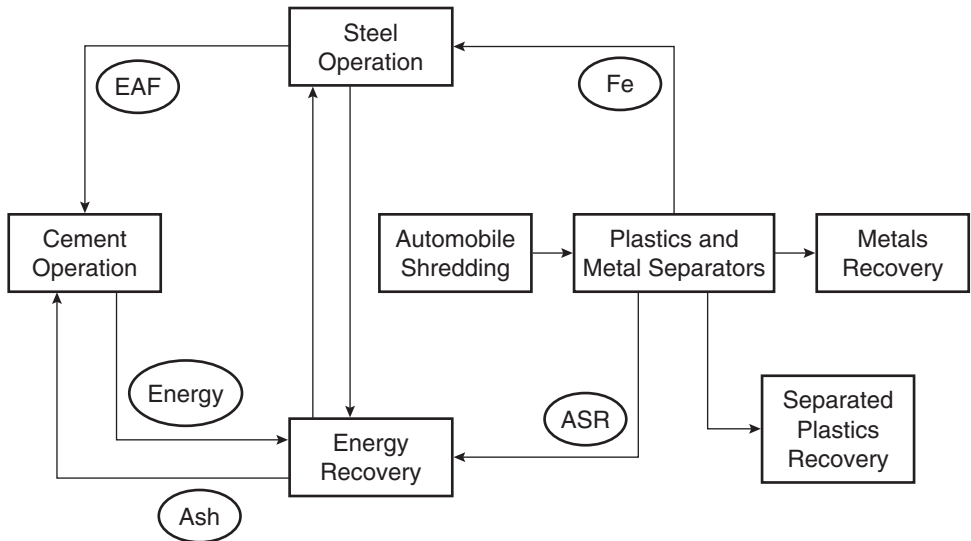 Steel
Operation
EAF
Fe
Cement
Operation
Automobile
Shredding
Plastics and
Metal Separators
Metals
Recovery
Energy
ASR
Separated
Plastics
Recovery
Energy
Recovery
Ash